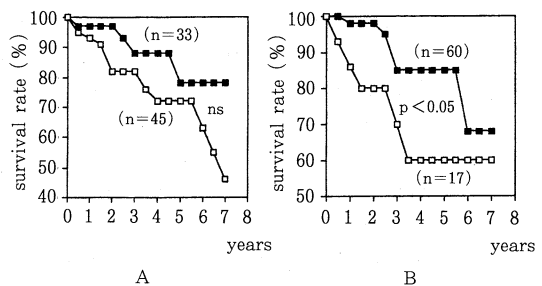 100
90
80
70
60
50
40
survival rate (%)
(n=33)
ns
(n=45)
0 1 2 3 4 5 6 7 8
years
A
100
90
80
70
60
50
survival rate (%)
(n=60)
p<0.05
(n=17)
0 1 2 3 4 5 6 7 8
years
B